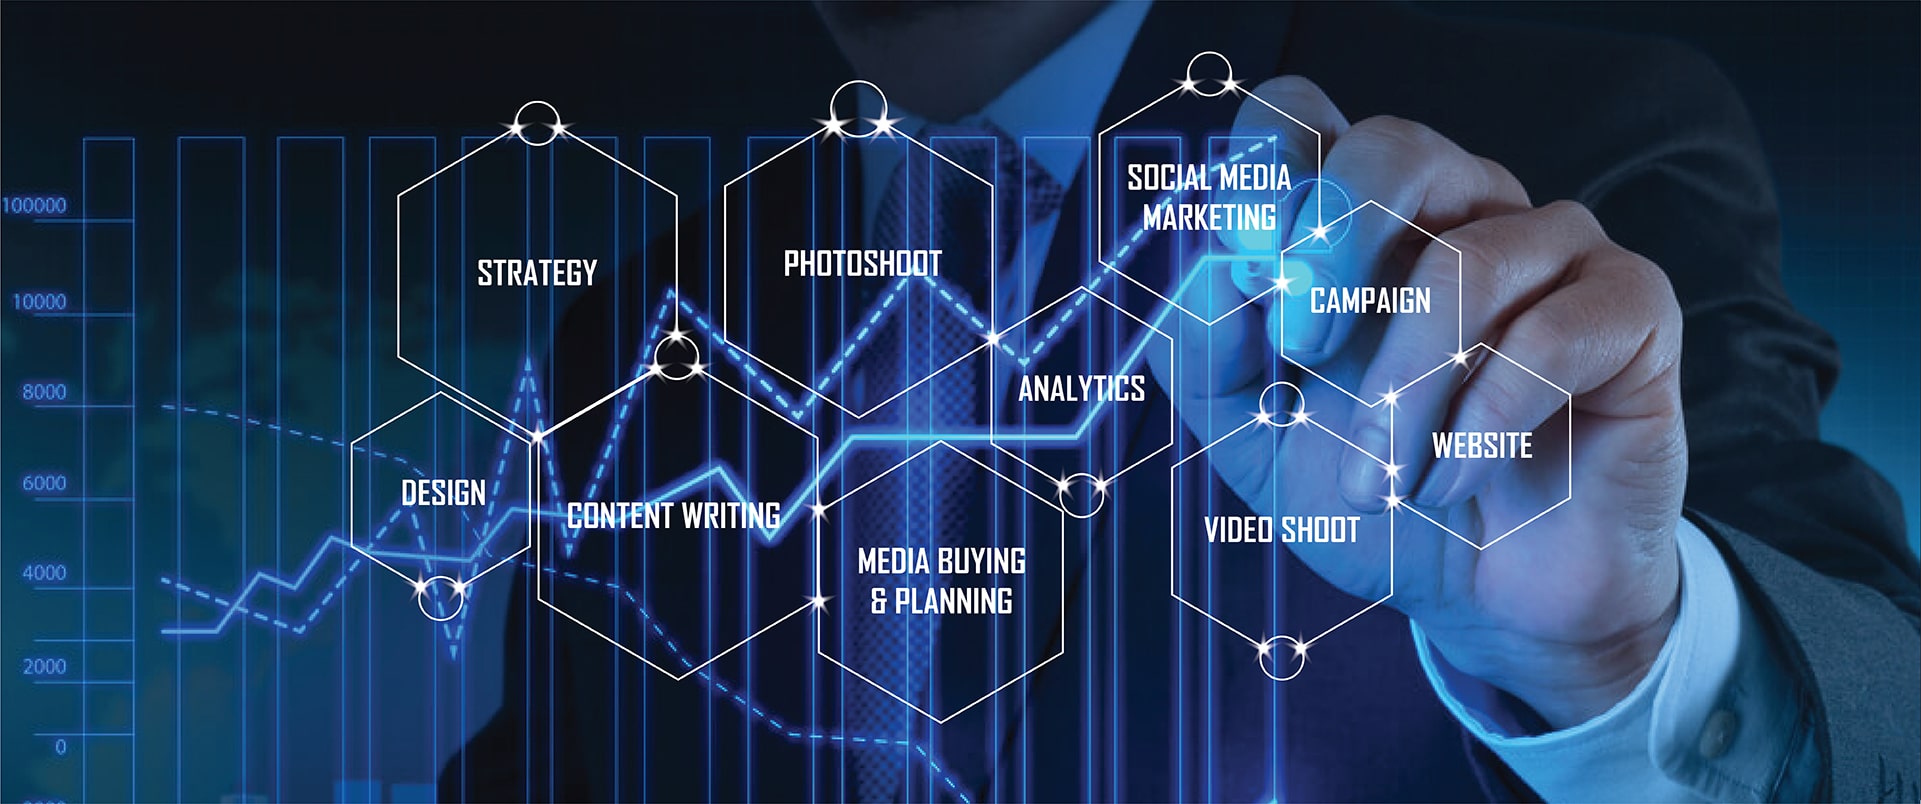 SOCIAL MEDIA
MARKETING
STRATEGY
PHOTOSHOOT
CAMPAIGN
ANALYTICS
WEBSITE
DESIGN
CONTENT WRITING
VIDEO SHOOT
MEDIA BUYING
& PLANNING
100000
10000
8000
6000
4000
2000
0